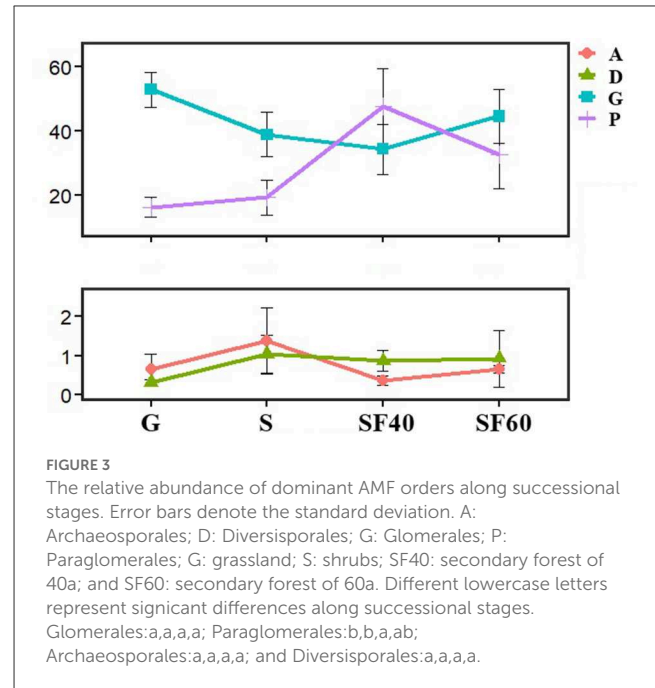 60
40
20
A
D
G
P
2
1
0
G S SF40 SF60
FIGURE 3
The relative abundance of dominant AMF orders along successional
stages. Error bars denote the standard deviation. A:
Archaeosporales; D: Diversisporales; G: Glomerales; P:
Paraglomerales; G: grassland; S: shrubs; SF40: secondary forest of
40a; and SF60: secondary forest of 60a. Different lowercase letters
represent signicant differences along successional stages.
Glomerales:a,a,a,a; Paraglomerales:b,b,a,ab;
Archaeosporales:a,a,a,a; and Diversisporales:a,a,a,a.